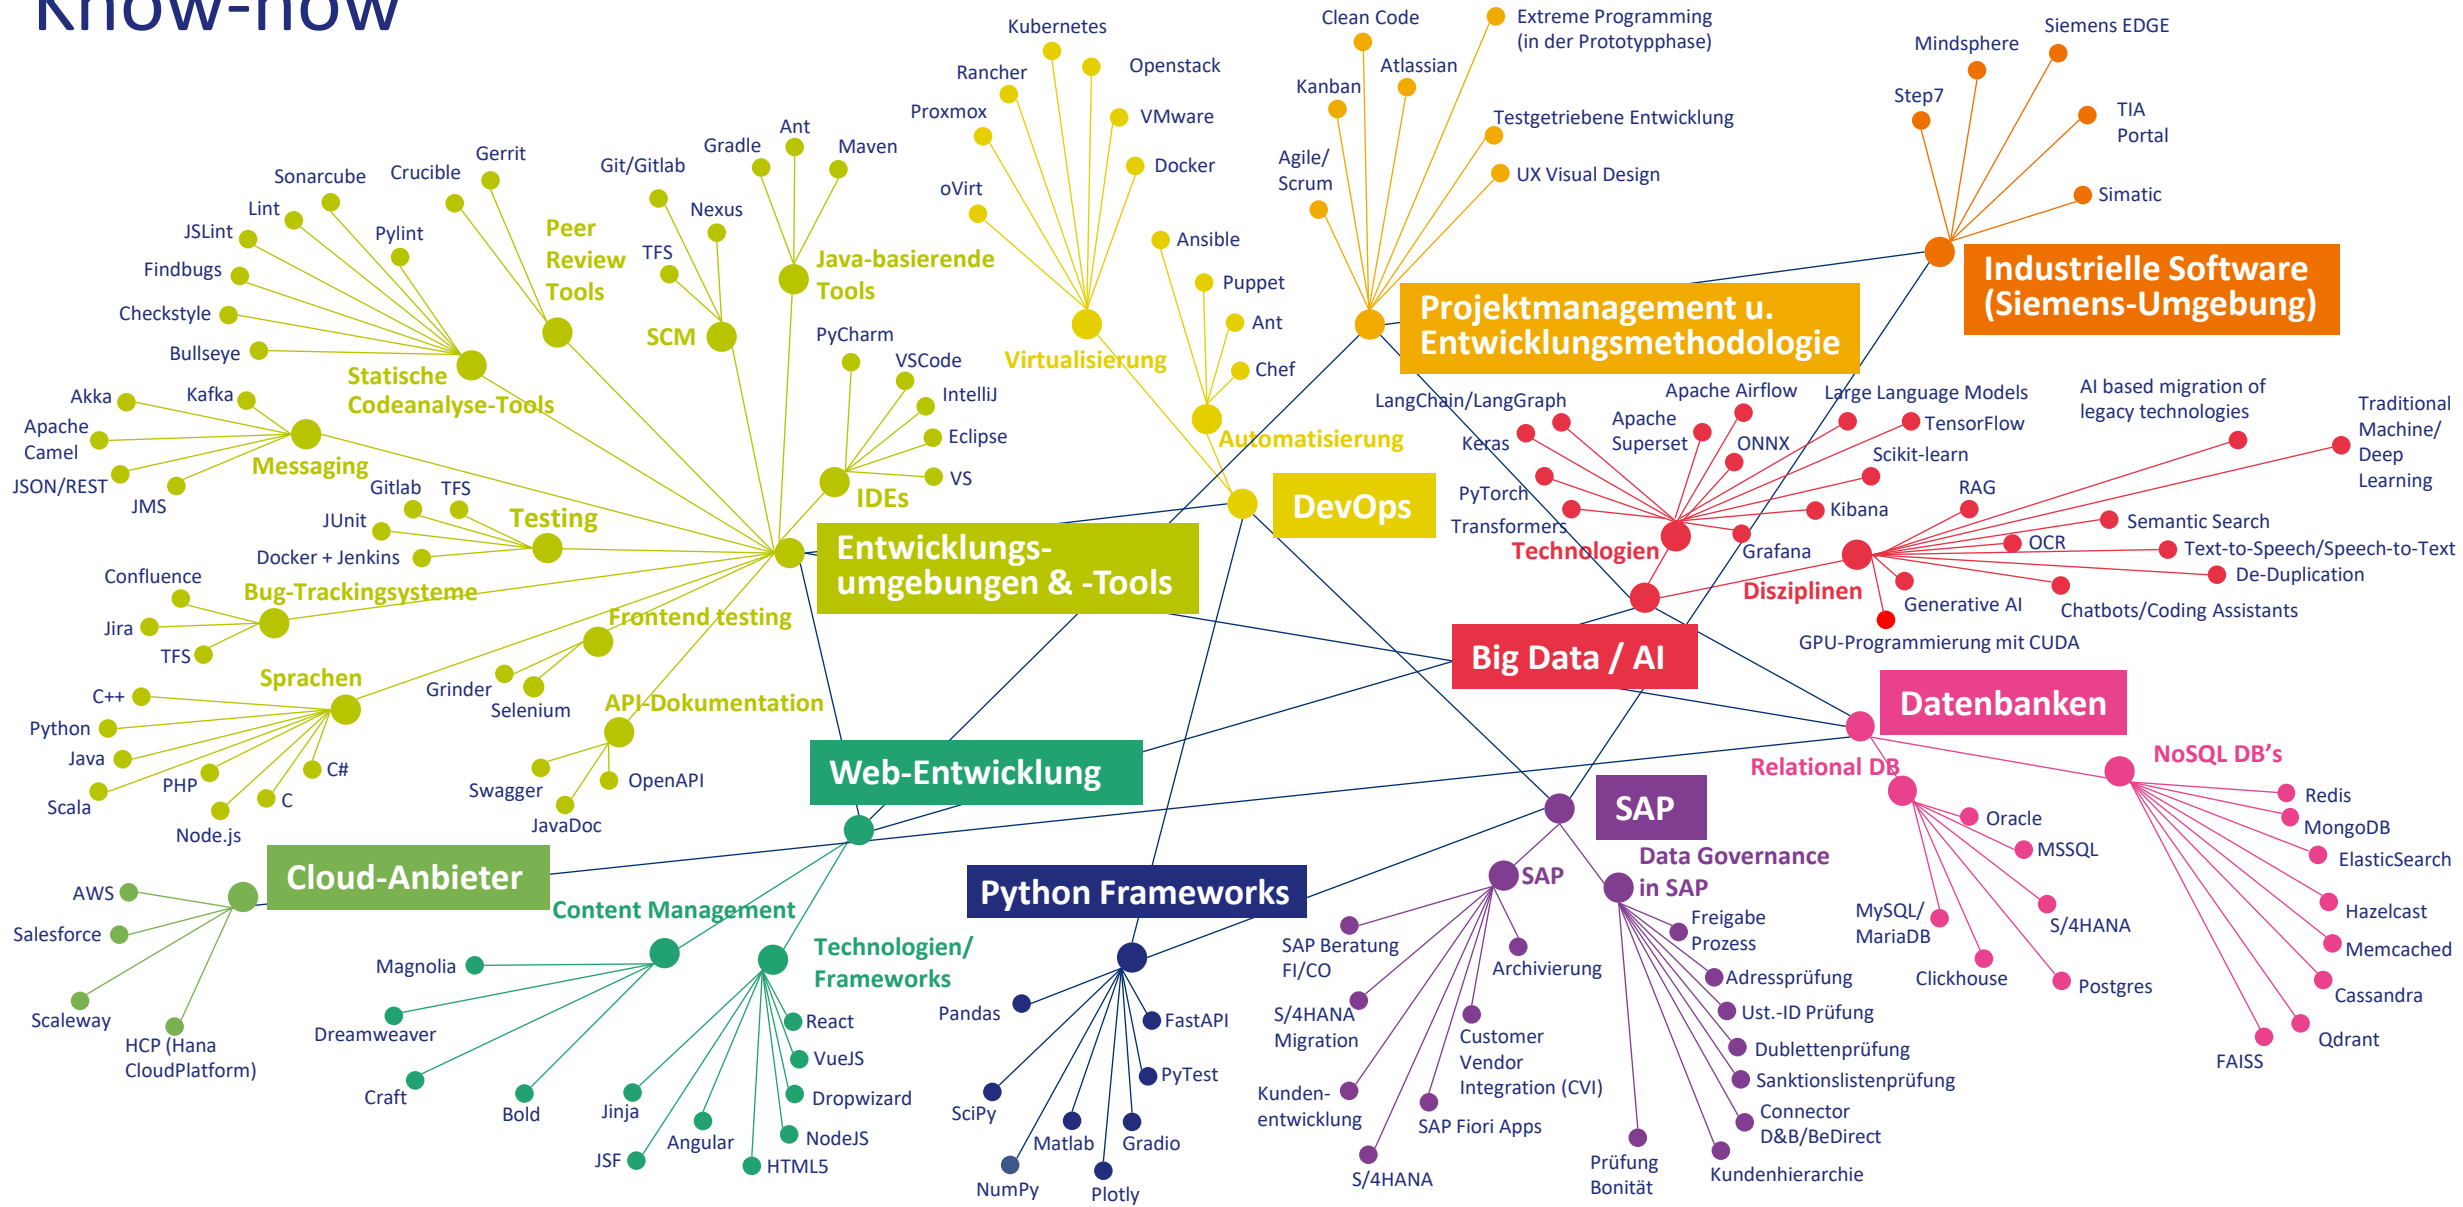 Know-how
Kubernetes
Openstack
Rancher
Proxmox
VMware
Docker
oVirt
Virtualisierung
Ansible
Puppet
Ant
Chef
Automatisierung
DevOps
Clean Code
Extreme Programming
(in der Prototypphase)
Atlassian
Kanban
Testgetriebene Entwicklung
Agile/
Scrum
UX Visual Design
Projektmanagement u.
Entwicklungsmethodologie
Siemens EDGE
Mindsphere
Step7
TIA
Portal
Simatic
Industrielle Software
(Siemens-Umgebung)
Gerrit
Crucible
Peer
Review
Tools
Sonarcube
Lint
JSLint
Pylint
Findbugs
Checkstyle
Bullseye
Statische
Codeanalyse-Tools
Git/Gitlab
Nexus
TFS
SCM
Gradle
Ant
Maven
Java-basierende
Tools
PyCharm
VSCode
IntelliJ
Eclipse
VS
IDEs
Akka
Kafka
Apache
Camel
JSON/REST
JMS
Messaging
Gitlab
TFS
JUnit
Docker + Jenkins
Testing
Confluence
Jira
TFS
Bug-Trackingsysteme
Entwicklungs-
umgebungen & -Tools
Frontend testing
Grinder
Selenium
Sprachen
C++
Python
Java
Scala
PHP
Node.js
C
C#
API-Dokumentation
Swagger
OpenAPI
JavaDoc
LangChain/LangGraph
Apache Airflow
Large Language Models
Keras
Apache
Superset
ONNX
TensorFlow
Scikit-learn
PyTorch
Transformers
Kibana
Grafana
Technologien
AI based migration of
legacy technologies
Traditional
Machine/
Deep
Learning
RAG
Semantic Search
OCR
Text-to-Speech/Speech-to-Text
De-Duplication
Generative AI
Chatbots/Coding Assistants
GPU-Programmierung mit CUDA
Disziplinen
Big Data / AI
Datenbanken
Relational DB
NoSQL DB's
Oracle
MSSQL
S/4HANA
MySQL/
MariaDB
Clickhouse
Postgres
Redis
MongoDB
ElasticSearch
Hazelcast
Memcached
Cassandra
Qdrant
FAISS
Web-Entwicklung
Content Management
Magnolia
Dreamweaver
Craft
Bold
Technologien/
Frameworks
React
VueJS
Dropwizard
NodeJS
HTML5
Jinja
Angular
JSF
Cloud-Anbieter
AWS
Salesforce
Scaleway
HCP (Hana
CloudPlatform)
Python Frameworks
Pandas
FastAPI
SciPy
PyTest
Matlab
Gradio
NumPy
Plotly
SAP
SAP
SAP Beratung
FI/CO
Archivierung
S/4HANA
Migration
Customer
Vendor
Integration (CVI)
Kunden-
entwicklung
SAP Fiori Apps
S/4HANA
Data Governance
in SAP
Freigabe
Prozess
Adressprüfung
Ust.-ID Prüfung
Dublettenprüfung
Sanktionslistenprüfung
Connector
D&B/BeDirect
Prüfung
Bonität
Kundenhierarchie